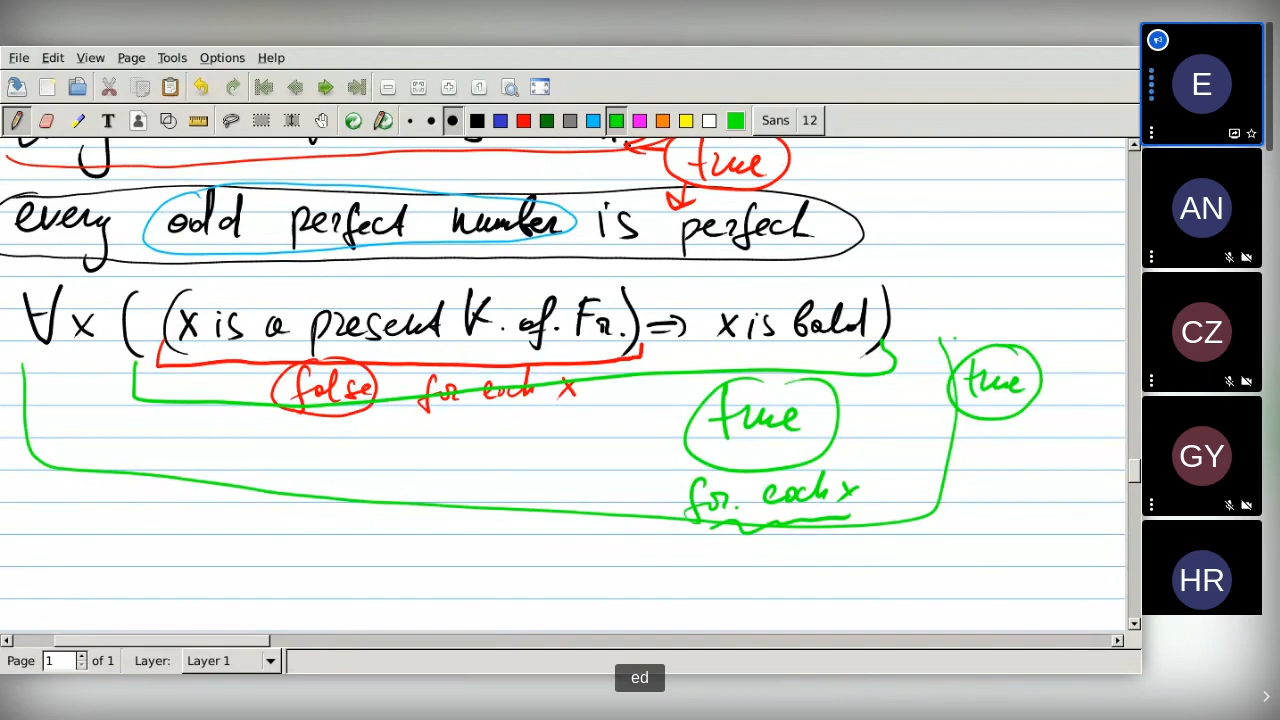 File Edit View Page Tools Options Help
Sans 12
true
every odd perfect number is perfect
∀x ((x is a present K. of. Fr.) => x is bald)
false for each x
true
true
for. each x
Page 1 of 1 Layer: Layer 1
ed
E
AN
CZ
GY
HR